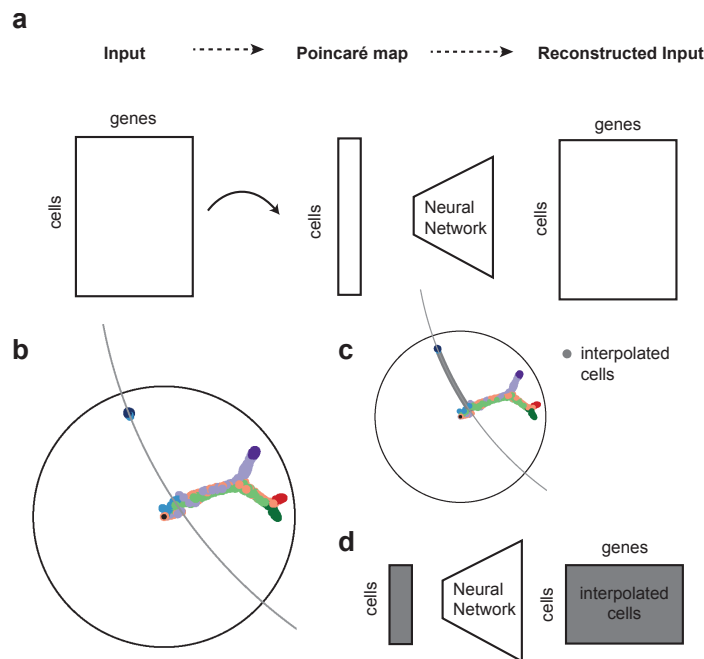 a
Input
Poincaré map
Reconstructed Input
genes
cells
cells
Neural
Network
genes
cells
b
c
interpolated
cells
d
cells
Neural
Network
cells
genes
interpolated
cells